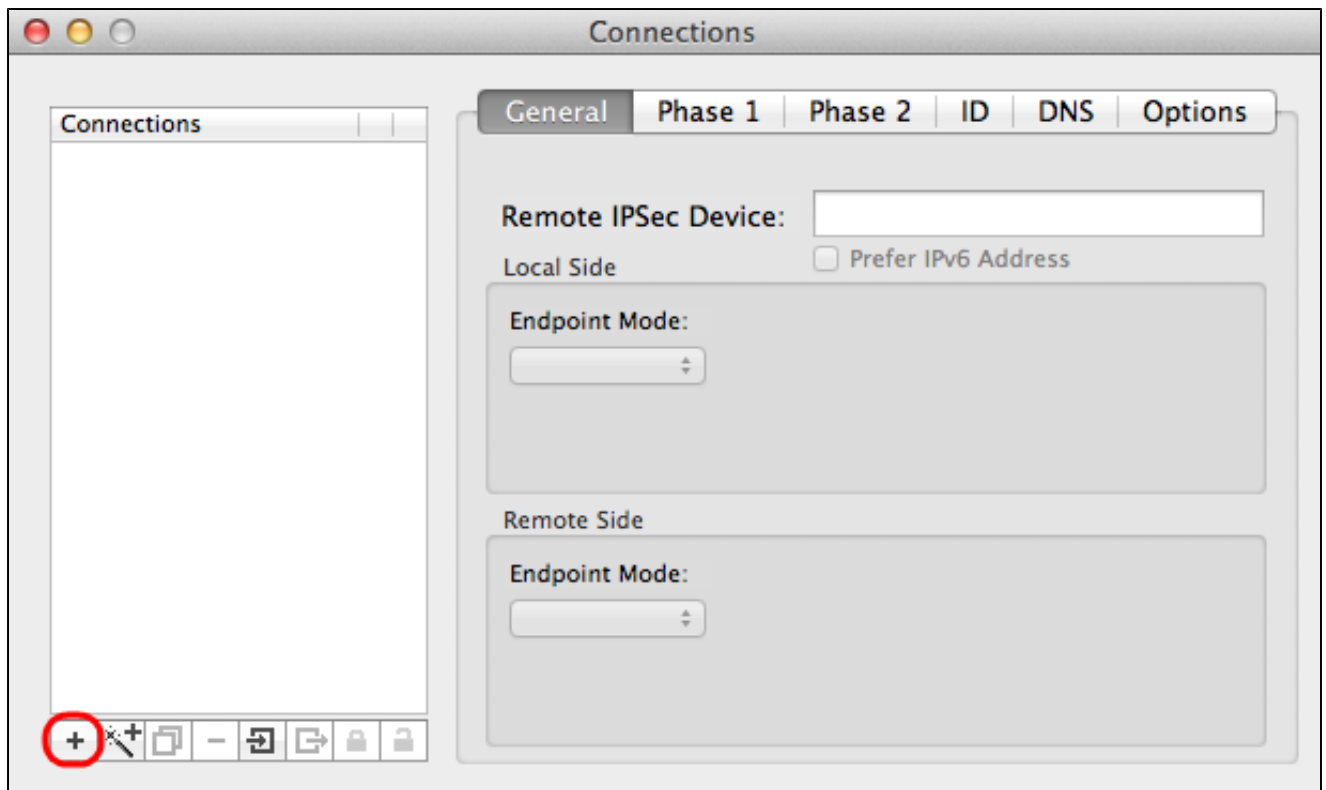 Connections
Connections
General Phase 1 Phase 2 ID DNS Options
Remote IPSec Device:
Prefer IPv6 Address
Local Side
Endpoint Mode:
Remote Side
Endpoint Mode: